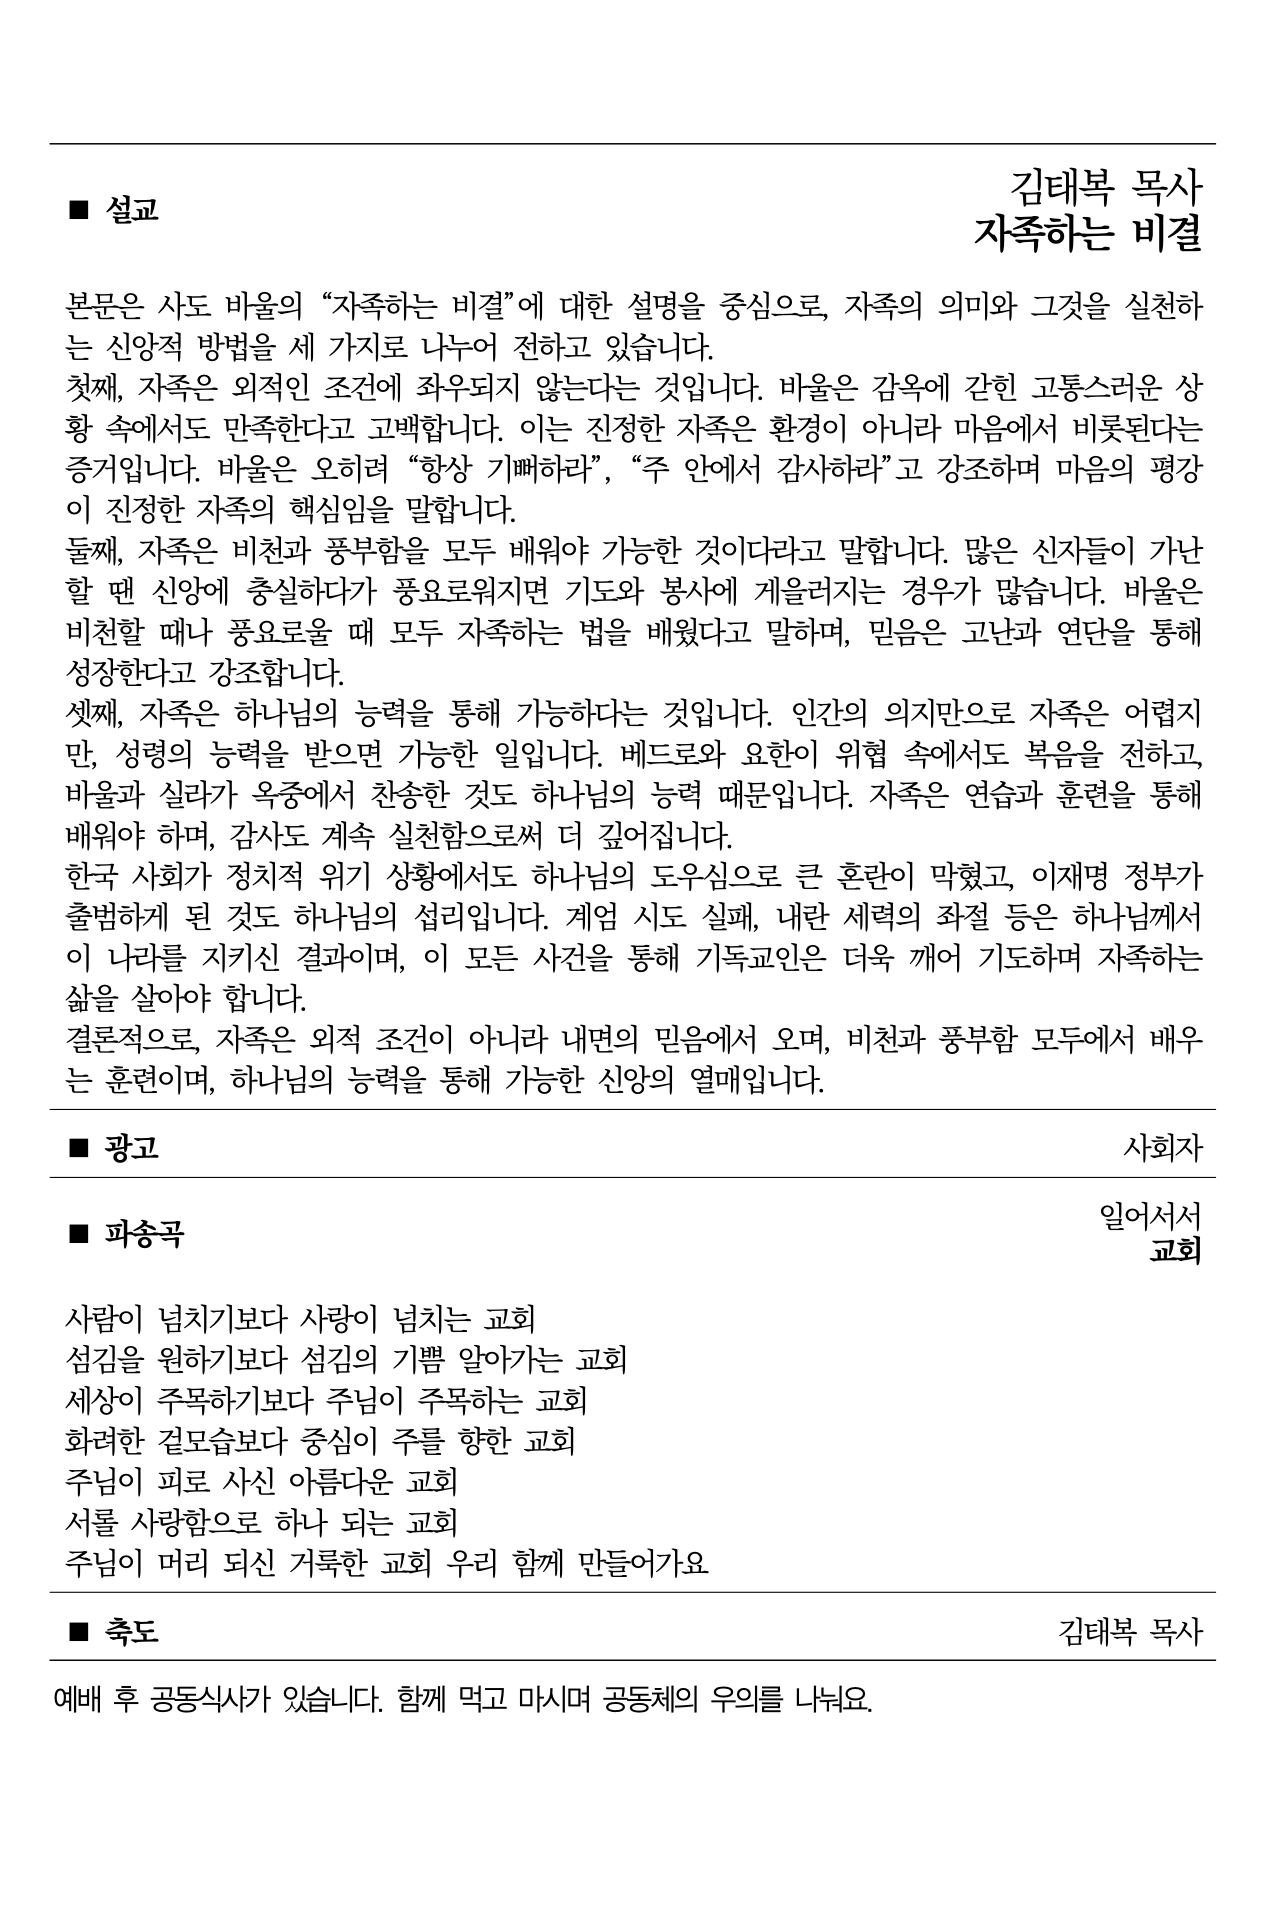 김태복 목사
■ 설교
자족하는 비결
본문은 사도 바울의 “자족하는 비결”에 대한 설명을 중심으로, 자족의 의미와 그것을 실천하
는 신앙적 방법을 세 가지로 나누어 전하고 있습니다.
첫째, 자족은 외적인 조건에 좌우되지 않는다는 것입니다. 바울은 감옥에 갇힌 고통스러운 상
황 속에서도 만족한다고 고백합니다. 이는 진정한 자족은 환경이 아니라 마음에서 비롯된다는
증거입니다. 바울은 오히려 “항상 기뻐하라”, “주 안에서 감사하라”고 강조하며 마음의 평강
이 진정한 자족의 핵심임을 말합니다.
둘째, 자족은 비천과 풍부함을 모두 배워야 가능한 것이다라고 말합니다. 많은 신자들이 가난
할 땐 신앙에 충실하다가 풍요로워지면 기도와 봉사에 게을러지는 경우가 많습니다. 바울은
비천할 때나 풍요로울 때 모두 자족하는 법을 배웠다고 말하며, 믿음은 고난과 연단을 통해
성장한다고 강조합니다.
셋째, 자족은 하나님의 능력을 통해 가능하다는 것입니다. 인간의 의지만으로 자족은 어렵지
만, 성령의 능력을 받으면 가능한 일입니다. 베드로와 요한이 위협 속에서도 복음을 전하고,
바울과 실라가 옥중에서 찬송한 것도 하나님의 능력 때문입니다. 자족은 연습과 훈련을 통해
배워야 하며, 감사도 계속 실천함으로써 더 깊어집니다.
한국 사회가 정치적 위기 상황에서도 하나님의 도우심으로 큰 혼란이 막혔고, 이재명 정부가
출범하게 된 것도 하나님의 섭리입니다. 계엄 시도 실패, 내란 세력의 좌절 등은 하나님께서
이 나라를 지키신 결과이며, 이 모든 사건을 통해 기독교인은 더욱 깨어 기도하며 자족하는
삶을 살아야 합니다.
결론적으로, 자족은 외적 조건이 아니라 내면의 믿음에서 오며, 비천과 풍부함 모두에서 배우
는 훈련이며, 하나님의 능력을 통해 가능한 신앙의 열매입니다.
■ 광고 사회자
일어서서
■ 파송곡
교회
사람이 넘치기보다 사랑이 넘치는 교회
섬김을 원하기보다 섬김의 기쁨 알아가는 교회
세상이 주목하기보다 주님이 주목하는 교회
화려한 겉모습보다 중심이 주를 향한 교회
주님이 피로 사신 아름다운 교회
서롤 사랑함으로 하나 되는 교회
주님이 머리 되신 거룩한 교회 우리 함께 만들어가요
■ 축도 김태복 목사
예배 후 공동식사가 있습니다. 함께 먹고 마시며 공동체의 우의를 나눠요.